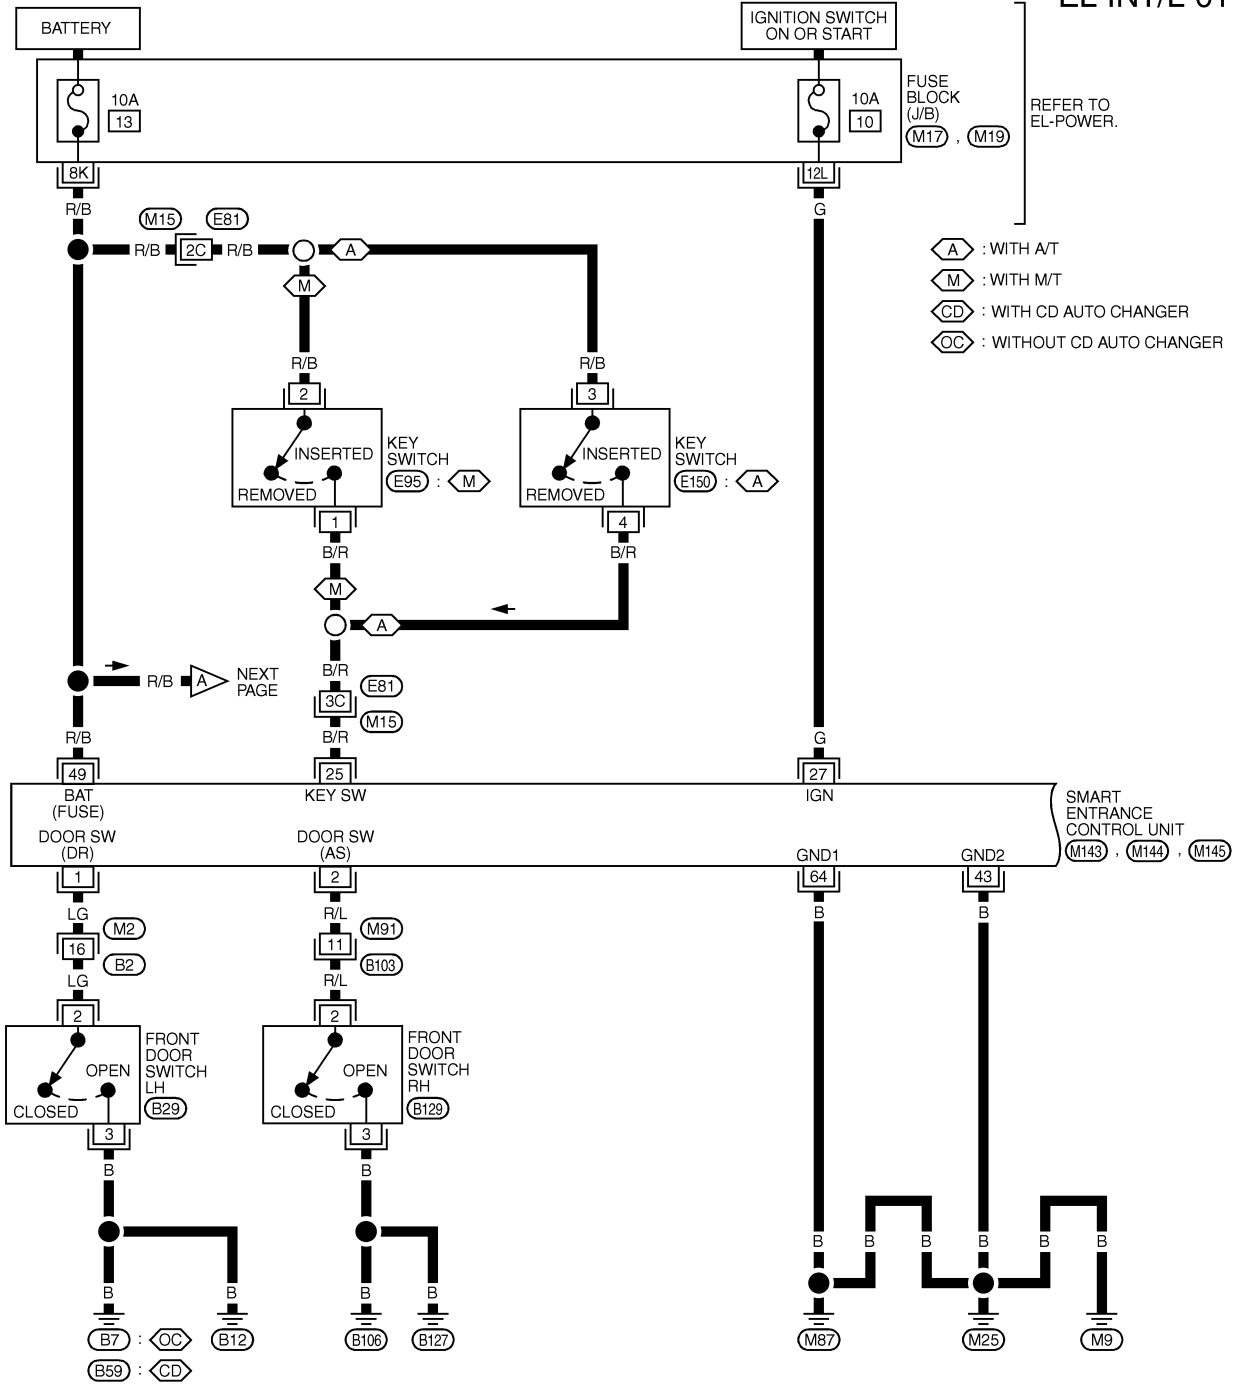 BATTERY
IGNITION SWITCH
ON OR START
10A
13
10A
10
FUSE
BLOCK
(J/B)
M17 , M19
REFER TO
EL-POWER.
8K
12L
R/B
G
M15
E81
R/B
2C
R/B
A
M
A : WITH A/T
M : WITH M/T
CD : WITH CD AUTO CHANGER
OC : WITHOUT CD AUTO CHANGER
R/B
R/B
2
3
INSERTED
REMOVED
KEY
SWITCH
E95 : M
INSERTED
REMOVED
KEY
SWITCH
E150 : A
1
4
B/R
B/R
M
A
B/R
R/B
A
NEXT
PAGE
3C
E81
M15
R/B
B/R
G
49
25
27
BAT
(FUSE)
KEY SW
IGN
SMART
ENTRANCE
CONTROL UNIT
M143 , M144 , M145
DOOR SW
(DR)
DOOR SW
(AS)
GND1
GND2
1
2
64
43
LG
R/L
B
B
16
M2
B2
11
M91
B103
LG
R/L
2
2
OPEN
CLOSED
FRONT
DOOR
SWITCH
LH
B29
OPEN
CLOSED
FRONT
DOOR
SWITCH
RH
B129
3
3
B
B
B
B
B
B
B
B
B
B
B
B
B7 : OC
B12
B106
B127
M87
M25
M9
B59 : CD